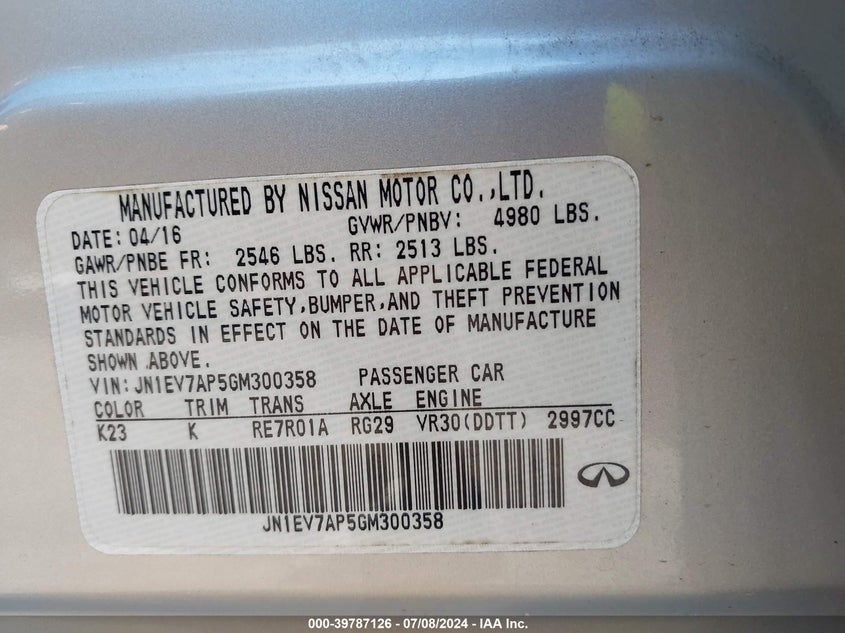 MANUFACTURED BY NISSAN MOTOR CO.,LTD.
DATE: 04/16 GVWR/PNBV: 4980 LBS.
GAWR/PNBE FR: 2546 LBS. RR: 2513 LBS.
THIS VEHICLE CONFORMS TO ALL APPLICABLE FEDERAL
MOTOR VEHICLE SAFETY,BUMPER,AND THEFT PREVENTION
STANDARDS IN EFFECT ON THE DATE OF MANUFACTURE
SHOWN ABOVE.
VIN: JN1EV7AP5GM300358 PASSENGER CAR
COLOR TRIM TRANS AXLE ENGINE
K23 K RE7R01A RG29 VR30(DDTT) 2997CC
JN1EV7AP5GM300358
000-39787126 - 07/08/2024 - IAA Inc.